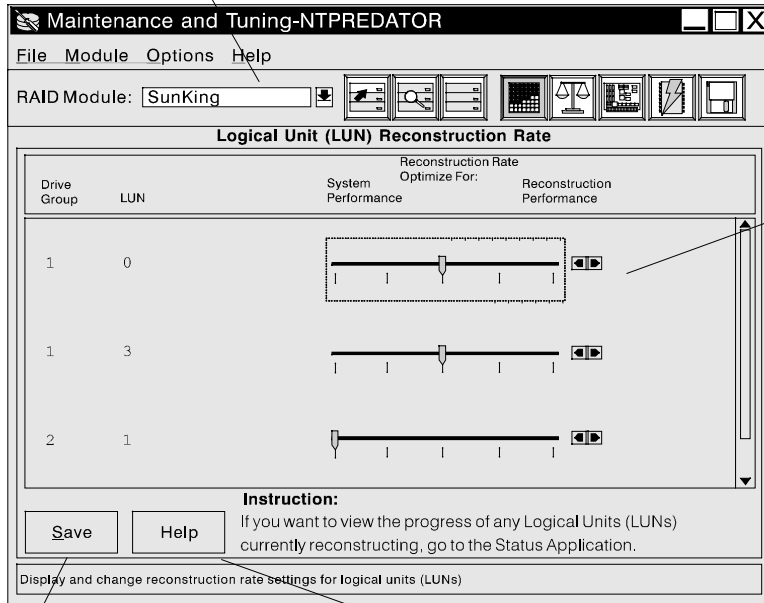 Maintenance and Tuning-NTPREDATOR
File Module Options Help
RAID Module: SunKing
Logical Unit (LUN) Reconstruction Rate
Reconstruction Rate
Optimize For:
Drive Group
LUN
System Performance
Reconstruction Performance
1 0
1 3
2 1
Save
Help
Instruction:
If you want to view the progress of any Logical Units (LUNs)
currently reconstructing, go to the Status Application.
Display and change reconstruction rate settings for logical units (LUNs)